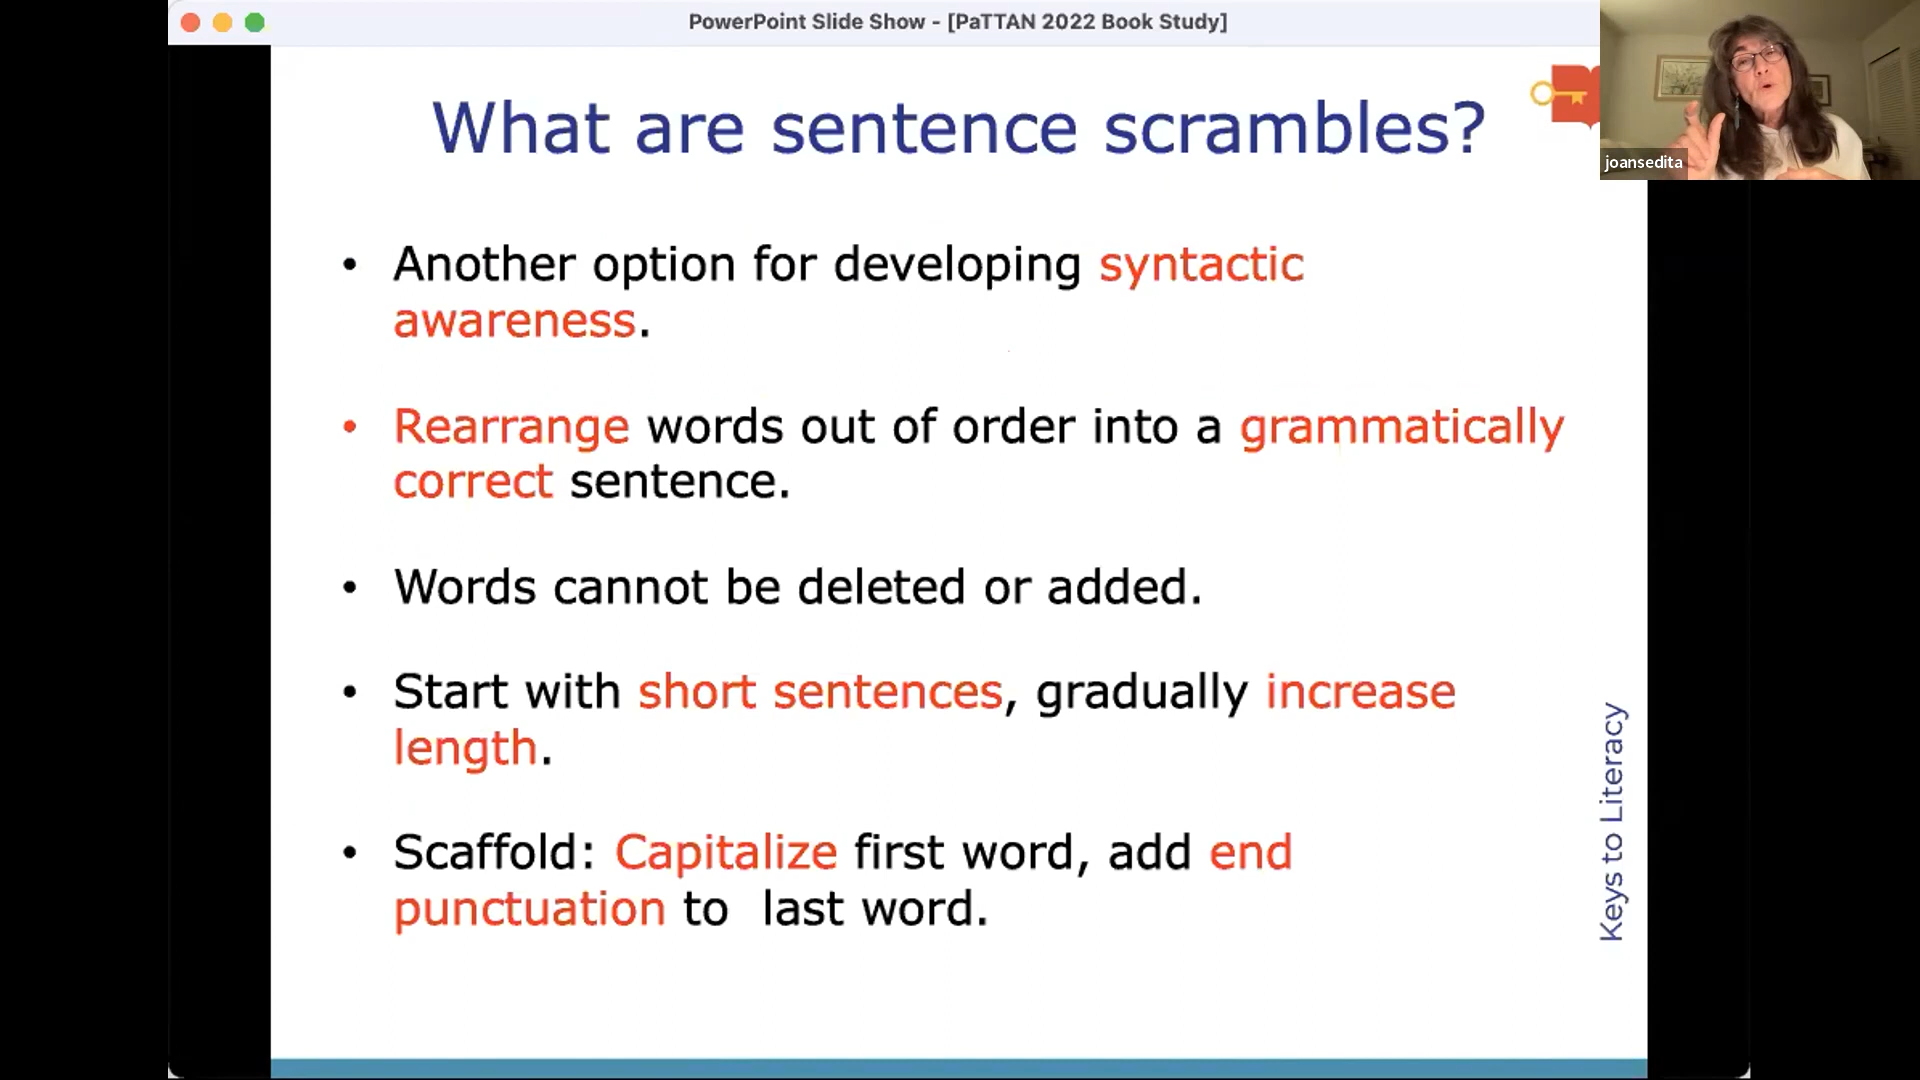 PowerPoint Slide Show - [PaTTAN 2022 Book Study]
joansedita
What are sentence scrambles?
• Another option for developing syntactic
awareness.
• Rearrange words out of order into a grammatically
correct sentence.
• Words cannot be deleted or added.
• Start with short sentences, gradually increase
length.
• Scaffold: Capitalize first word, add end
punctuation to  last word.
Keys to Literacy